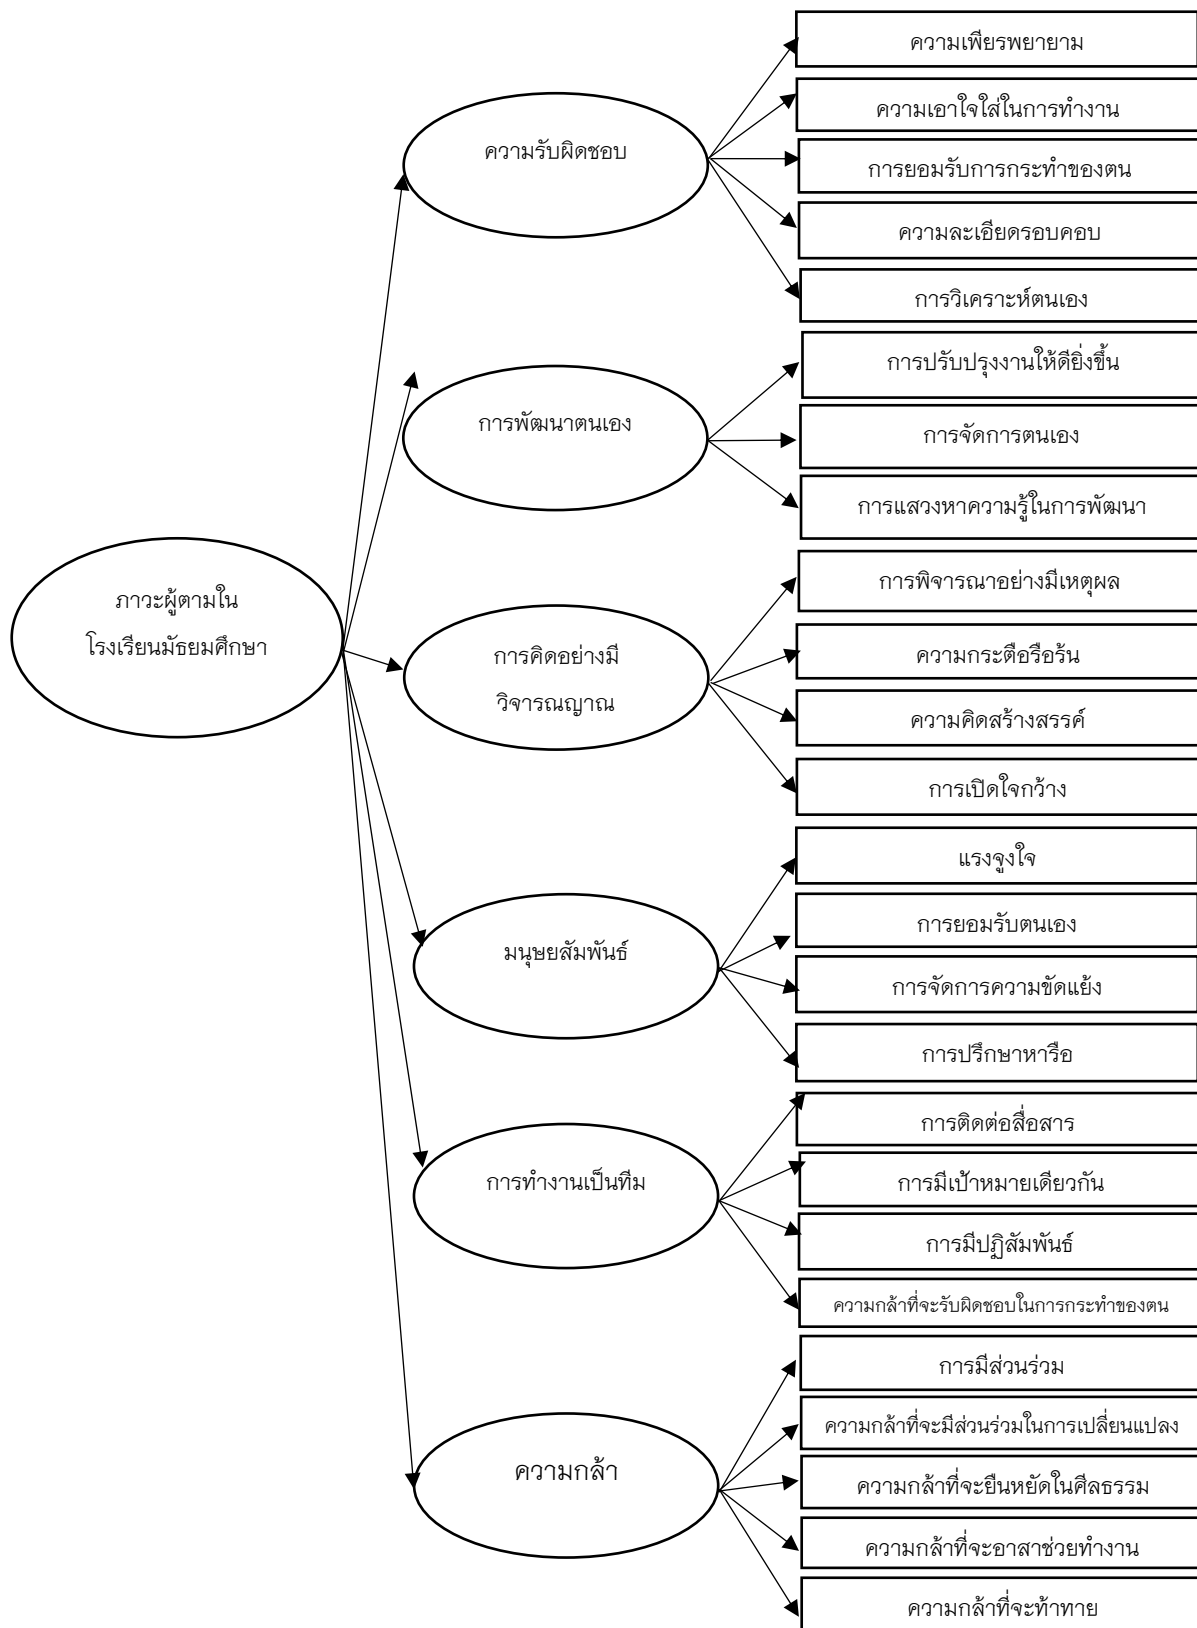 ความเพียรพยายาม
ความเอาใจใส่ในการทำงาน
ความรับผิดชอบ
การยอมรับการกระทำของตน
ความละเอียดรอบคอบ
การวิเคราะห์ตนเอง
การปรับปรุงงานให้ดียิ่งขึ้น
การพัฒนาตนเอง
การจัดการตนเอง
การแสวงหาความรู้ในการพัฒนา
ภาวะผู้ตามใน
โรงเรียนมัธยมศึกษา
การพิจารณาอย่างมีเหตุผล
การคิดอย่างมี
วิจารณญาณ
ความกระตือรือร้น
ความคิดสร้างสรรค์
การเปิดใจกว้าง
แรงจูงใจ
การยอมรับตนเอง
มนุษยสัมพันธ์
การจัดการความขัดแย้ง
การปรึกษาหารือ
การติดต่อสื่อสาร
การทำงานเป็นทีม
การมีเป้าหมายเดียวกัน
การมีปฏิสัมพันธ์
ความกล้าที่จะรับผิดชอบในการกระทำของตน
การมีส่วนร่วม
ความกล้าที่จะมีส่วนร่วมในการเปลี่ยนแปลง
ความกล้า
ความกล้าที่จะยืนหยัดในศีลธรรม
ความกล้าที่จะอาสาช่วยทำงาน
ความกล้าที่จะท้าทาย